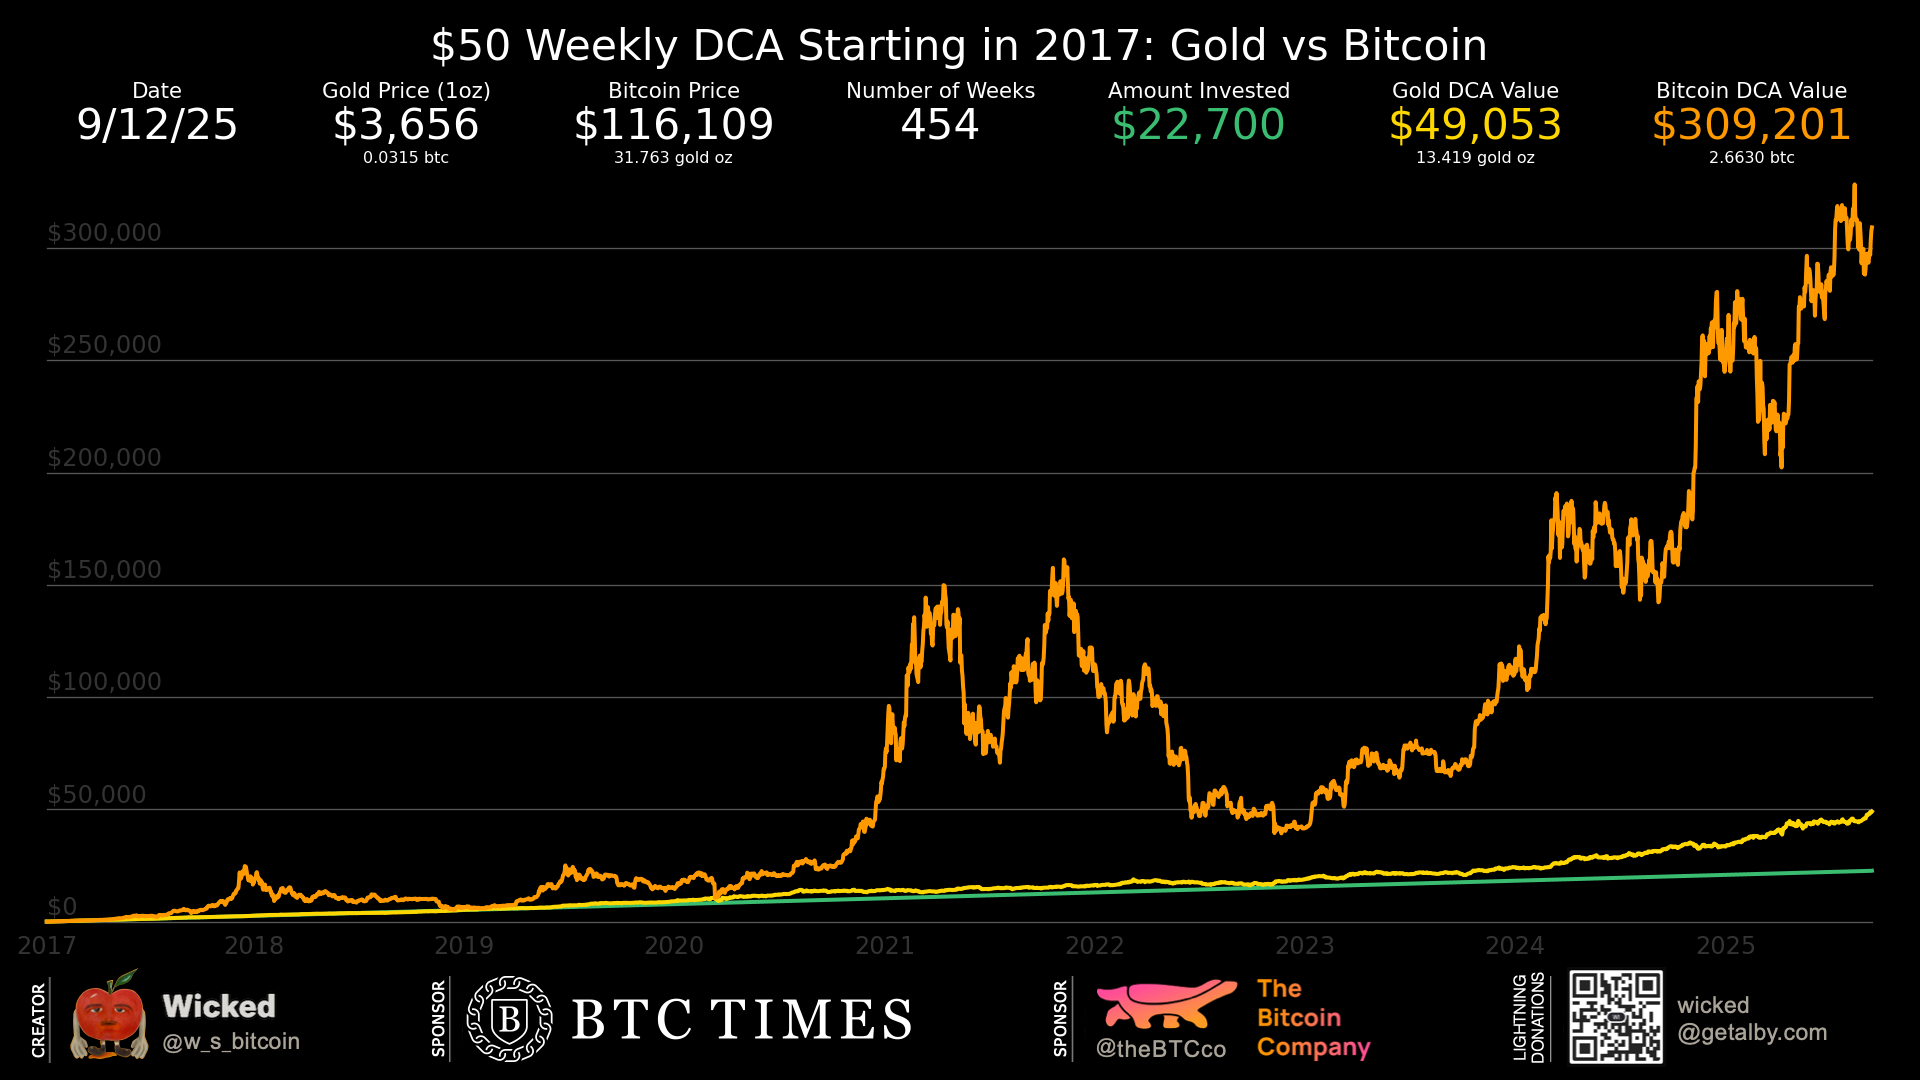 $50 Weekly DCA Starting in 2017: Gold vs Bitcoin
Date
9/12/25
Gold Price (1oz)
$3,656
0.0315 btc
Bitcoin Price
$116,109
31.763 gold oz
Number of Weeks
454
Amount Invested
$22,700
Gold DCA Value
$49,053
13.419 gold oz
Bitcoin DCA Value
$309,201
2.6630 btc
$300,000
$250,000
$200,000
$150,000
$100,000
$50,000
$0
2017
2018
2019
2020
2021
2022
2023
2024
2025
CREATOR
Wicked
@w_s_bitcoin
SPONSOR
B
BTC TIMES
SPONSOR
@theBTCco
The
Bitcoin
Company
LIGHTNING
DONATIONS
wicked
@getalby.com